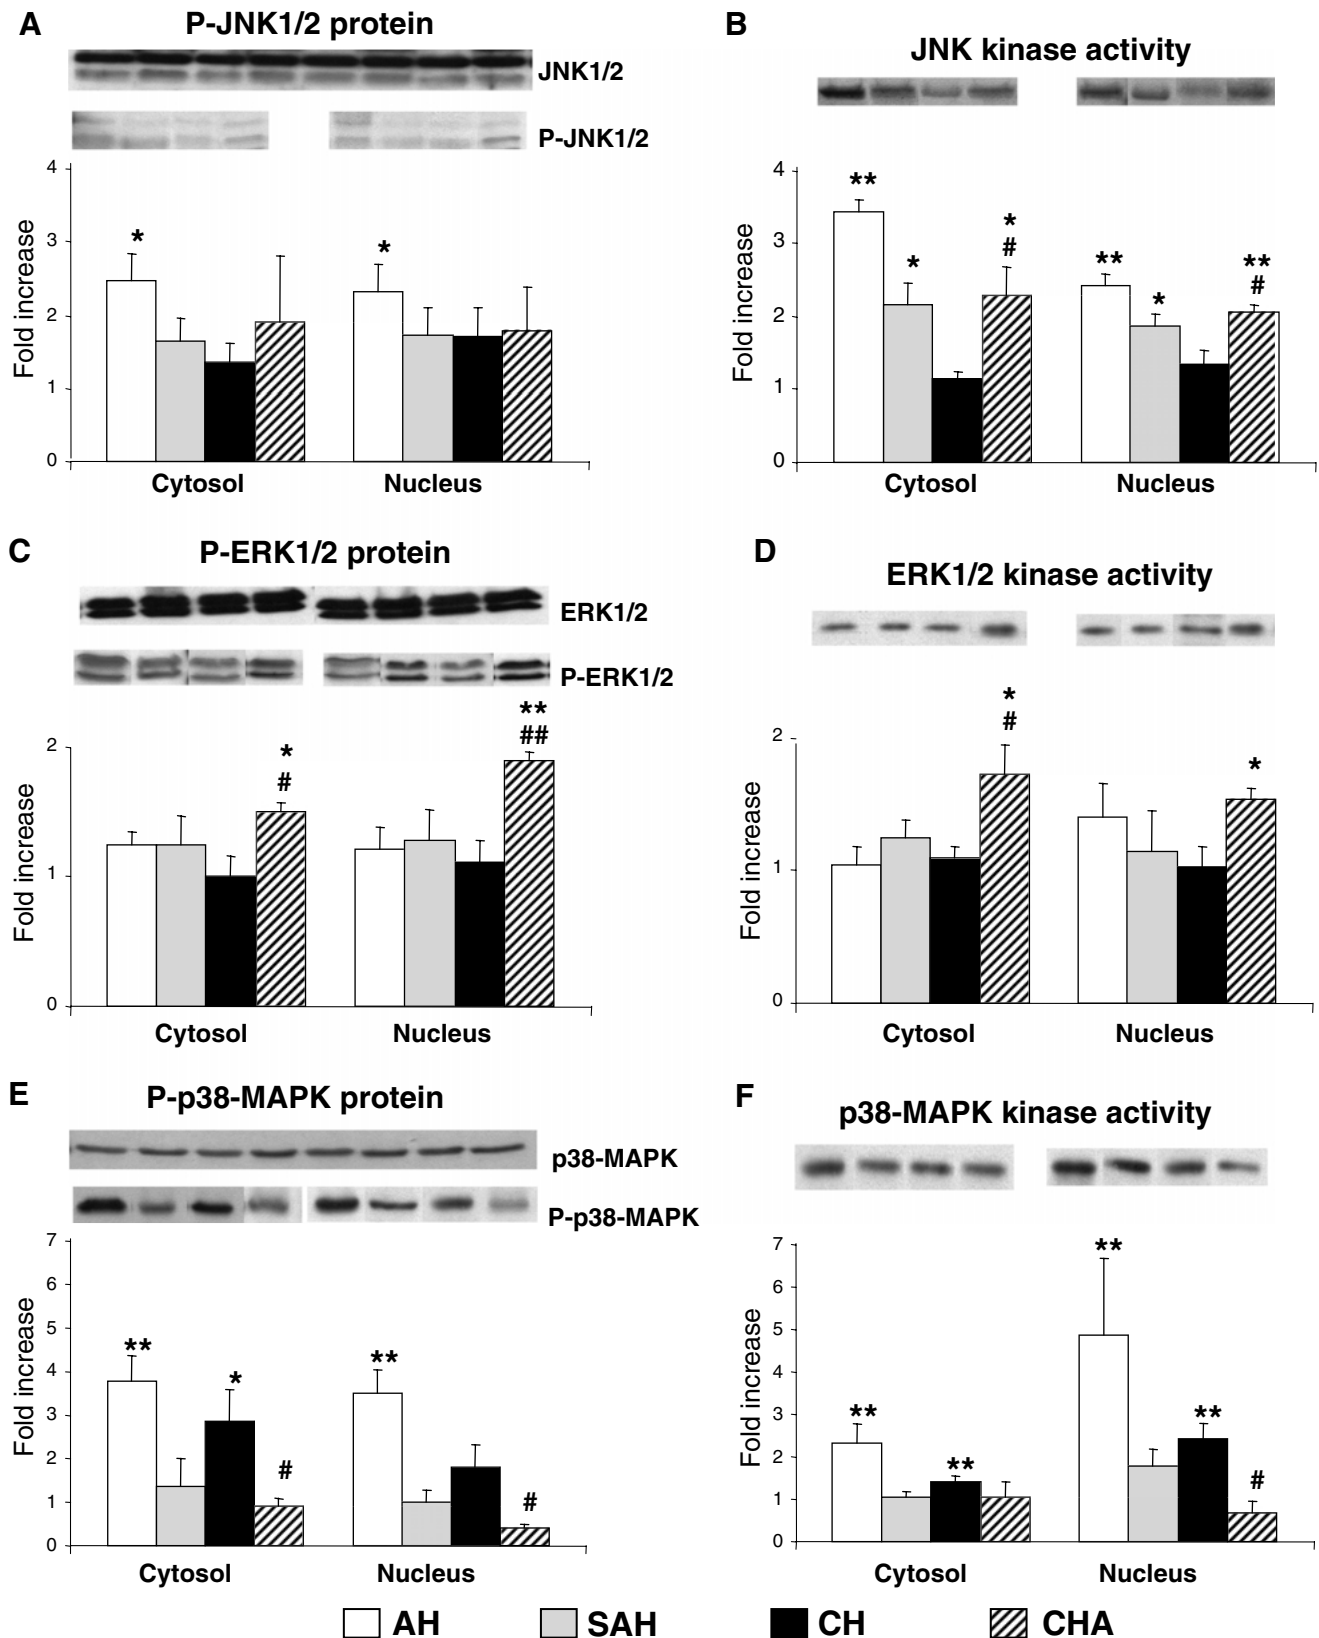 A P-JNK1/2 protein
JNK1/2
P-JNK1/2
Fold increase
4
3
2
1
0
* *
Cytosol Nucleus
B JNK kinase activity
Fold increase
4
3
2
1
0
** * * # ** * ** #
Cytosol Nucleus
C P-ERK1/2 protein
ERK1/2
P-ERK1/2
Fold increase
2
1
0
* # ** ##
Cytosol Nucleus
D ERK1/2 kinase activity
Fold increase
2
1
0
* # *
Cytosol Nucleus
E P-p38-MAPK protein
p38-MAPK
P-p38-MAPK
Fold increase
7
6
5
4
3
2
1
0
** * # ** #
Cytosol Nucleus
F p38-MAPK kinase activity
Fold increase
7
6
5
4
3
2
1
0
** ** ** ** #
Cytosol Nucleus
AH SAH CH CHA